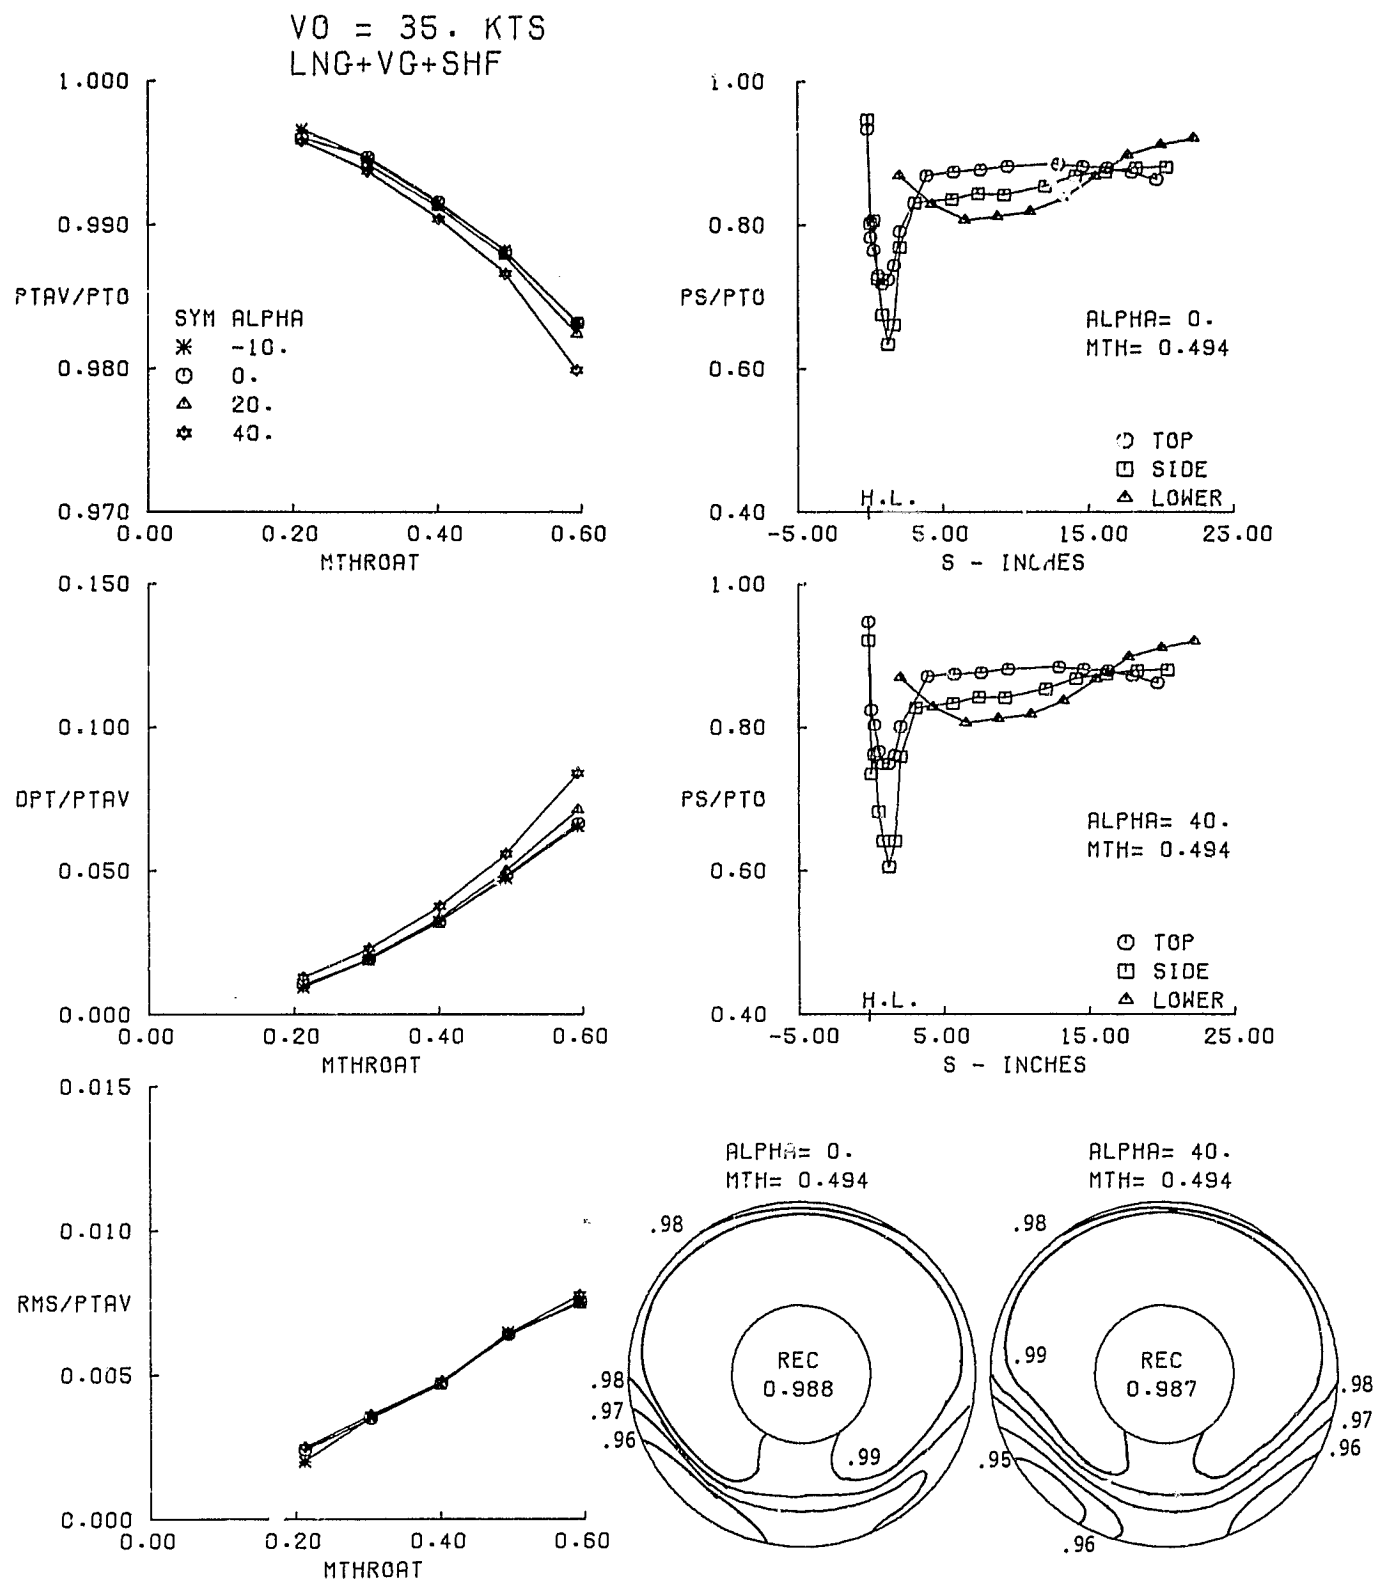 VO = 35. KTS
LNG+VG+SHF
1.000
0.990
PTAV/PTO
0.980
0.970
SYM ALPHA
-10.
0.
20.
40.
0.00 0.20 0.40 0.60
MTHROAT
1.00
0.80
PS/PTO
0.60
0.40
ALPHA= 0.
MTH= 0.494
TOP
SIDE
LOWER
H.L.
-5.00 5.00 15.00 25.00
S - INCHES
0.150
0.100
DPT/PTAV
0.050
0.000
0.00 0.20 0.40 0.60
MTHROAT
1.00
0.80
PS/PTO
0.60
0.40
ALPHA= 40.
MTH= 0.494
TOP
SIDE
LOWER
H.L.
-5.00 5.00 15.00 25.00
S - INCHES
0.015
0.010
RMS/PTAV
0.005
0.000
0.00 0.20 0.40 0.60
MTHROAT
ALPHA= 0.
MTH= 0.494
.98
REC
0.988
.98
.97
.96
.99
ALPHA= 40.
MTH= 0.494
.98
.99
REC
0.987
.98
.97
.96
.95
.96